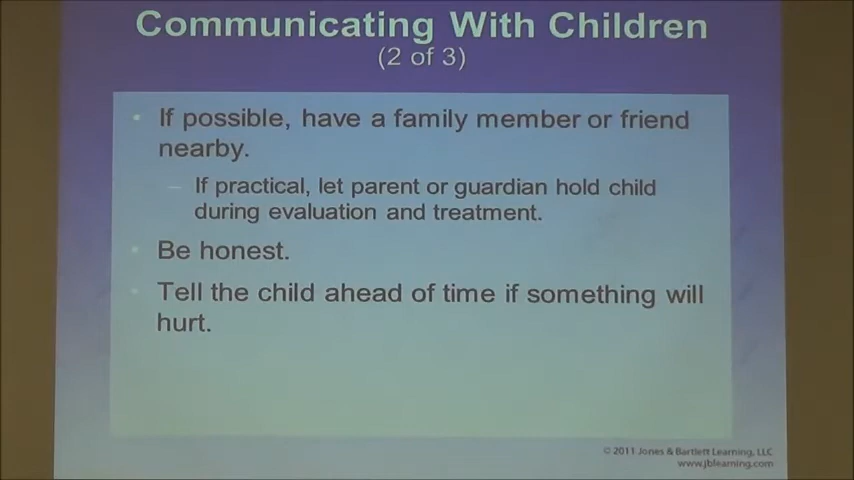 Communicating With Children
(2 of 3)
• If possible, have a family member or friend
nearby.
– If practical, let parent or guardian hold child
during evaluation and treatment.
• Be honest.
• Tell the child ahead of time if something will
hurt.
© 2011 Jones & Bartlett Learning, LLC
www.jblearning.com